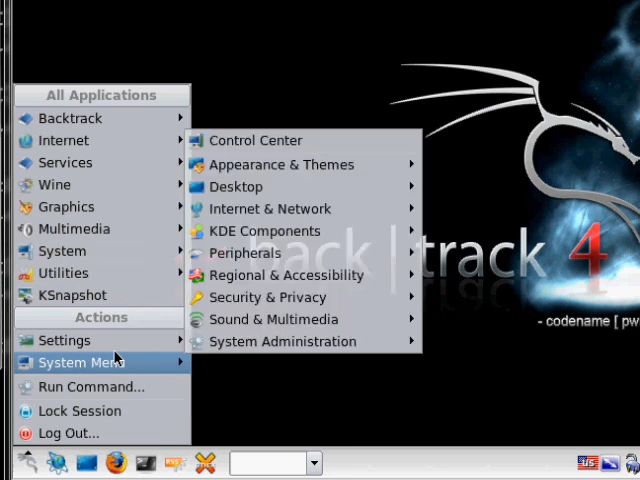 All Applications
Backtrack
Internet
Services
Wine
Graphics
Multimedia
System
Utilities
KSnapshot
Actions
Settings
System Menu
Run Command...
Lock Session
Log Out...
Control Center
Appearance & Themes
Desktop
Internet & Network
KDE Components
Peripherals
Regional & Accessibility
Security & Privacy
Sound & Multimedia
System Administration
back|track 4
- codename [ pw
US